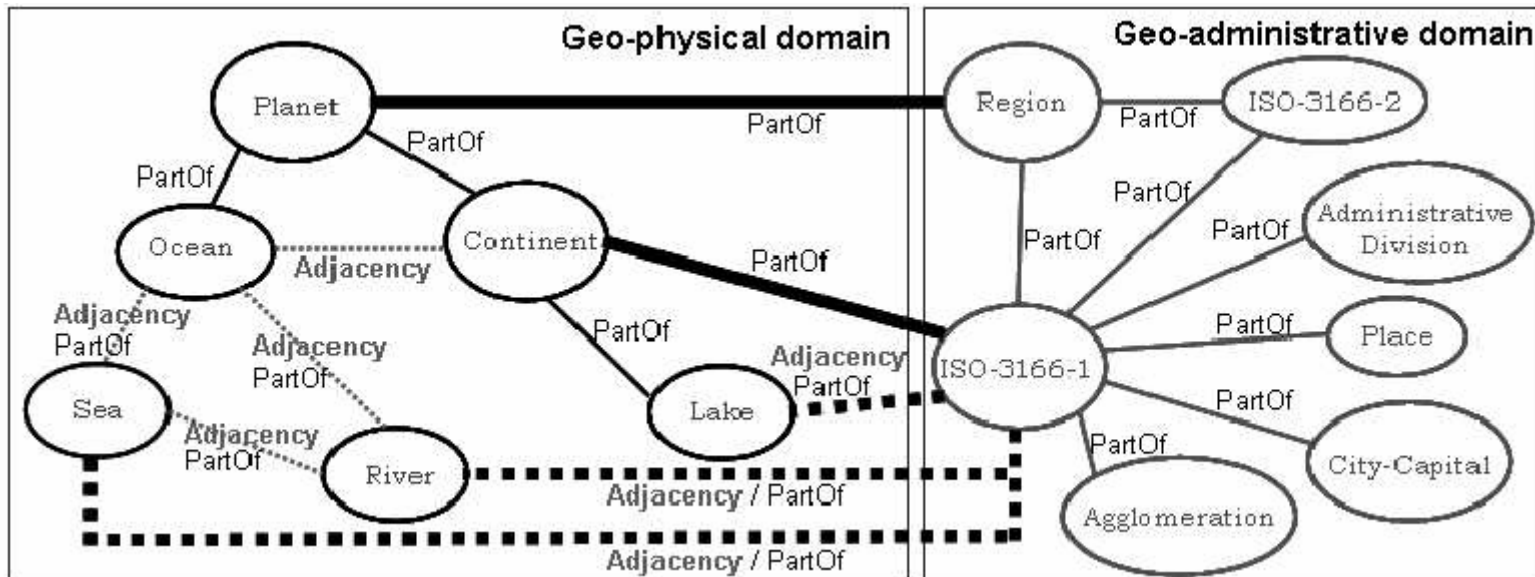 Geo-physical domain
Geo-administrative domain
Planet
PartOf
Region
PartOf
ISO-3166-2
PartOf
PartOf
PartOf
Administrative
Division
Ocean
Adjacency
Continent
PartOf
PartOf
PartOf
Adjacency
PartOf
Adjacency
PartOf
PartOf
Adjacency
PartOf
ISO-3166-1
PartOf
Place
Sea
Adjacency
PartOf
Lake
PartOf
PartOf
River
Adjacency / PartOf
City-Capital
Agglomeration
Adjacency / PartOf